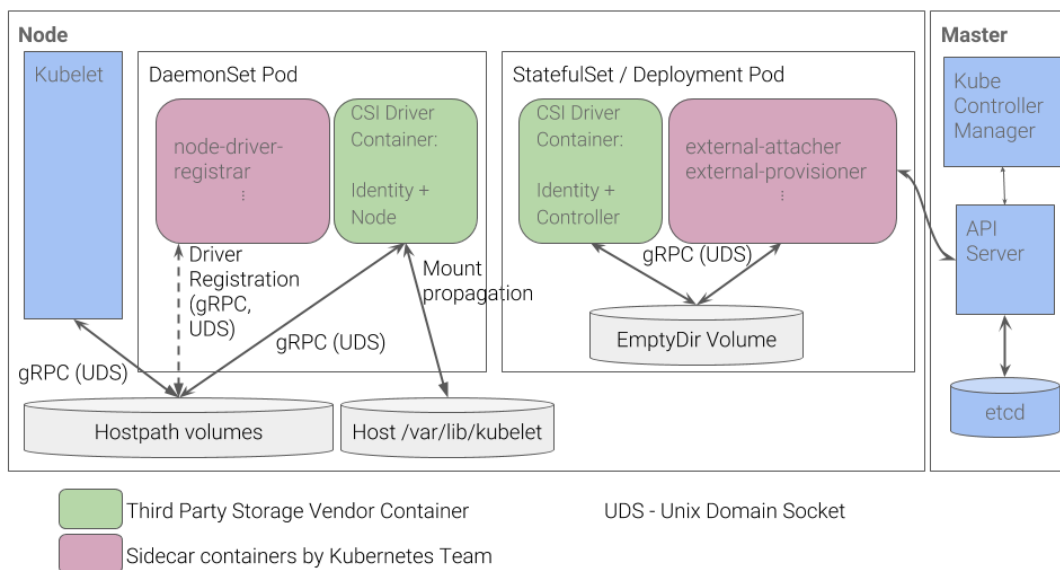 Node
Kubelet
DaemonSet Pod
node-driver-
registrar
⋮
CSI Driver
Container:
Identity +
Node
Driver
Registration
(gRPC,
UDS)
Mount
propagation
gRPC (UDS)
gRPC (UDS)
Hostpath volumes
Host /var/lib/kubelet
StatefulSet / Deployment Pod
CSI Driver
Container:
Identity +
Controller
external-attacher
external-provisioner
⋮
gRPC (UDS)
EmptyDir Volume
Master
Kube
Controller
Manager
API
Server
etcd
Third Party Storage Vendor Container
UDS - Unix Domain Socket
Sidecar containers by Kubernetes Team